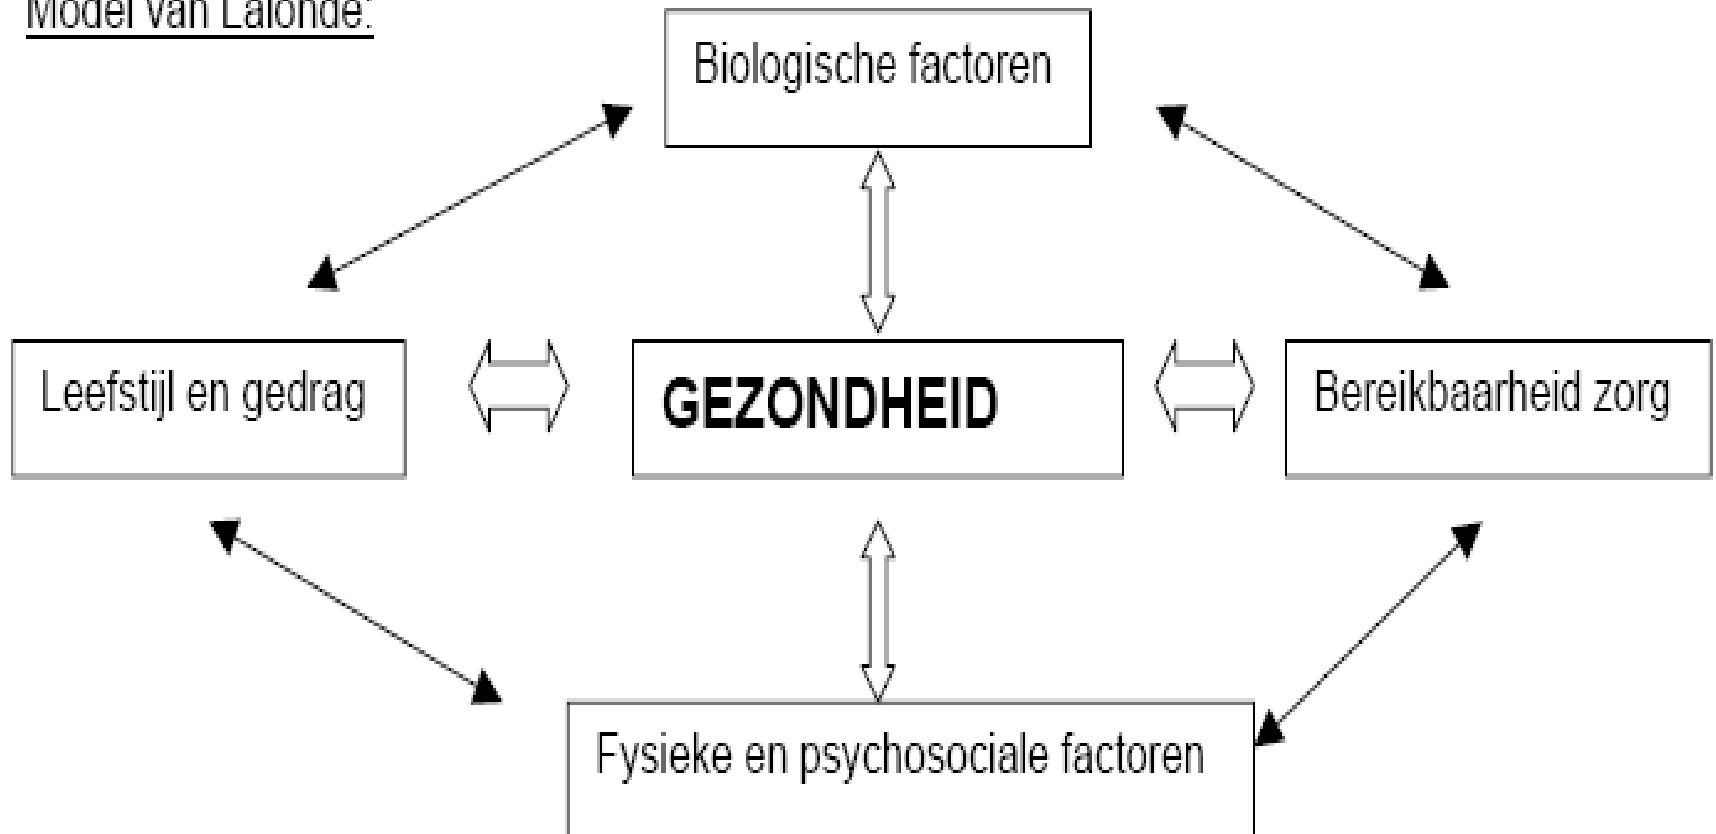 Model van Lalonde:
Biologische factoren
Leefstijl en gedrag
GEZONDHEID
Bereikbaarheid zorg
Fysieke en psychosociale factoren